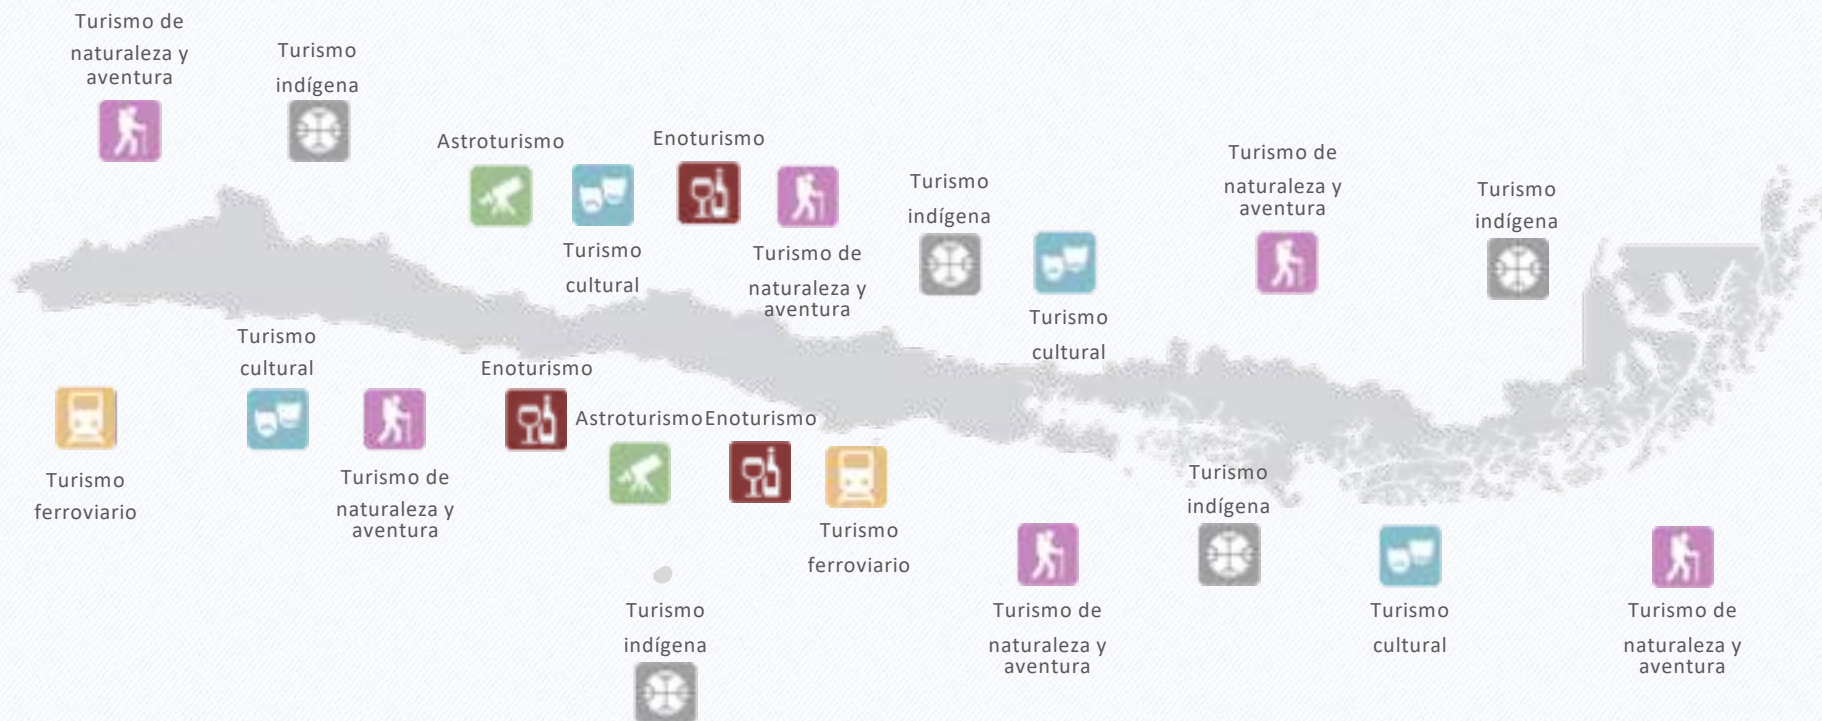 Turismo de
naturaleza y
aventura
Turismo
indígena
Astroturismo
Turismo
cultural
Enoturismo
Turismo de
naturaleza y
aventura
Turismo
indígena
Turismo
cultural
Turismo de
naturaleza y
aventura
Turismo
indígena
Turismo
ferroviario
Turismo
cultural
Turismo de
naturaleza y
aventura
Enoturismo
Astroturismo
Enoturismo
Turismo
ferroviario
Turismo
indígena
Turismo de
naturaleza y
aventura
Turismo
indígena
Turismo
cultural
Turismo de
naturaleza y
aventura